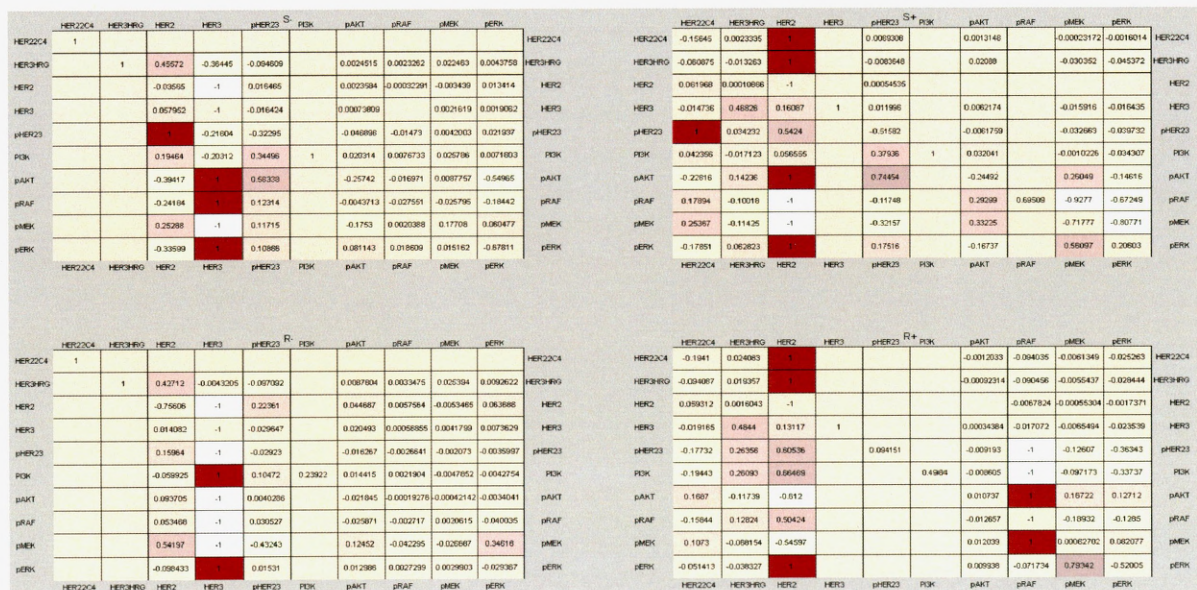 S-
HER22C4 HER3HRG HER2 HER3 pHER23 PI3K pAKT pRAF pMEK pERK
HER22C4 1 HER22C4
HER3HRG 1 0.45572 -0.36445 -0.084609 0.0024515 0.0023262 0.022463 0.0043758 HER3HRG
HER2 -0.03565 -1 0.016465 0.0023584 -0.00032291 -0.003439 0.013414 HER2
HER3 0.057952 -1 -0.016424 0.00073809 0.0021619 0.0019062 HER3
pHER23 1 -0.21804 -0.32295 -0.046898 -0.01473 0.0042003 0.021937 pHER23
PI3K 0.19464 -0.20312 0.34496 1 0.020314 0.0076733 0.025786 0.0071803 PI3K
pAKT -0.39417 1 0.58338 -0.25742 -0.016971 0.0087757 -0.54965 pAKT
pRAF -0.24184 1 0.12314 -0.0043713 -0.027551 -0.025795 -0.18442 pRAF
pMEK 0.25288 -1 0.11715 -0.1753 0.0020388 0.17708 0.060477 pMEK
pERK -0.33599 1 0.10866 0.081143 0.018609 0.015162 -0.87811 pERK
HER22C4 HER3HRG HER2 HER3 pHER23 PI3K pAKT pRAF pMEK pERK
S+
HER22C4 HER3HRG HER2 HER3 pHER23 PI3K pAKT pRAF pMEK pERK
HER22C4 -0.15645 0.0023335 1 0.0069308 0.0013148 -0.00023172 -0.0016014 HER22C4
HER3HRG -0.060875 -0.013263 1 -0.0083648 0.02088 -0.030352 -0.045372 HER3HRG
HER2 0.061968 0.00010866 -1 0.00054535 HER2
HER3 -0.014736 0.46826 0.16087 1 0.011996 0.0062174 -0.015916 -0.016435 HER3
pHER23 1 0.034232 0.5424 -0.51582 -0.0061759 -0.032663 -0.039732 pHER23
PI3K 0.042356 -0.017123 0.056595 0.37936 1 0.032041 -0.0010226 -0.034307 PI3K
pAKT -0.22816 0.14236 1 0.74454 -0.24492 0.26049 -0.14616 pAKT
pRAF 0.17894 -0.10018 -1 -0.11748 0.29299 0.69509 -0.9277 -0.67249 pRAF
pMEK 0.25367 -0.11425 -1 -0.32157 0.33225 -0.71777 -0.80771 pMEK
pERK -0.17851 0.062823 1 0.17516 -0.16737 0.56097 0.20603 pERK
HER22C4 HER3HRG HER2 HER3 pHER23 PI3K pAKT pRAF pMEK pERK
R-
HER22C4 HER3HRG HER2 HER3 pHER23 PI3K pAKT pRAF pMEK pERK
HER22C4 1 HER22C4
HER3HRG 1 0.42712 -0.0043205 -0.097092 0.0087804 0.0033475 0.025394 0.0092622 HER3HRG
HER2 -0.75606 -1 0.22361 0.044687 0.0057564 -0.0053465 0.063688 HER2
HER3 0.014082 -1 -0.029647 0.020493 0.00056855 0.0041799 0.0073629 HER3
pHER23 0.15964 -1 -0.02923 -0.016267 -0.0026641 -0.002073 -0.0035997 pHER23
PI3K -0.059925 1 0.10472 0.23922 0.014415 0.0021904 -0.0047852 -0.0042754 PI3K
pAKT 0.093705 -1 0.0040286 -0.021845 -0.00019276 -0.00042142 -0.0034041 pAKT
pRAF 0.053468 -1 0.030527 -0.025871 -0.002717 0.0030615 -0.040035 pRAF
pMEK 0.54197 -1 -0.43243 0.12452 -0.042295 -0.026867 0.34616 pMEK
pERK -0.098433 1 0.01531 0.012986 0.0027299 0.0029803 -0.029387 pERK
HER22C4 HER3HRG HER2 HER3 pHER23 PI3K pAKT pRAF pMEK pERK
R+
HER22C4 HER3HRG HER2 HER3 pHER23 PI3K pAKT pRAF pMEK pERK
HER22C4 -0.1941 0.024083 1 -0.0012033 -0.094035 -0.0061349 -0.025263 HER22C4
HER3HRG -0.094087 0.019357 1 -0.00092314 -0.090456 -0.0055437 -0.028444 HER3HRG
HER2 0.059312 0.0016043 -1 -0.0067824 -0.00055304 -0.0017371 HER2
HER3 -0.019165 0.4844 0.13117 1 0.00034384 -0.017072 -0.0065494 -0.023539 HER3
pHER23 -0.17732 0.26356 0.60536 0.094151 -0.009193 -1 -0.12607 -0.36343 pHER23
PI3K -0.19443 0.26093 0.66469 0.4984 -0.008605 -1 -0.097173 -0.33737 PI3K
pAKT 0.1687 -0.11739 -0.812 0.010737 1 0.16722 0.12712 pAKT
pRAF -0.15844 0.12824 0.50424 -0.012657 -1 -0.18932 -0.1285 pRAF
pMEK 0.1073 -0.088154 -0.54597 0.012039 1 0.00082702 0.082077 pMEK
pERK -0.051413 -0.038327 1 0.009938 -0.071734 0.79342 -0.52005 pERK
HER22C4 HER3HRG HER2 HER3 pHER23 PI3K pAKT pRAF pMEK pERK